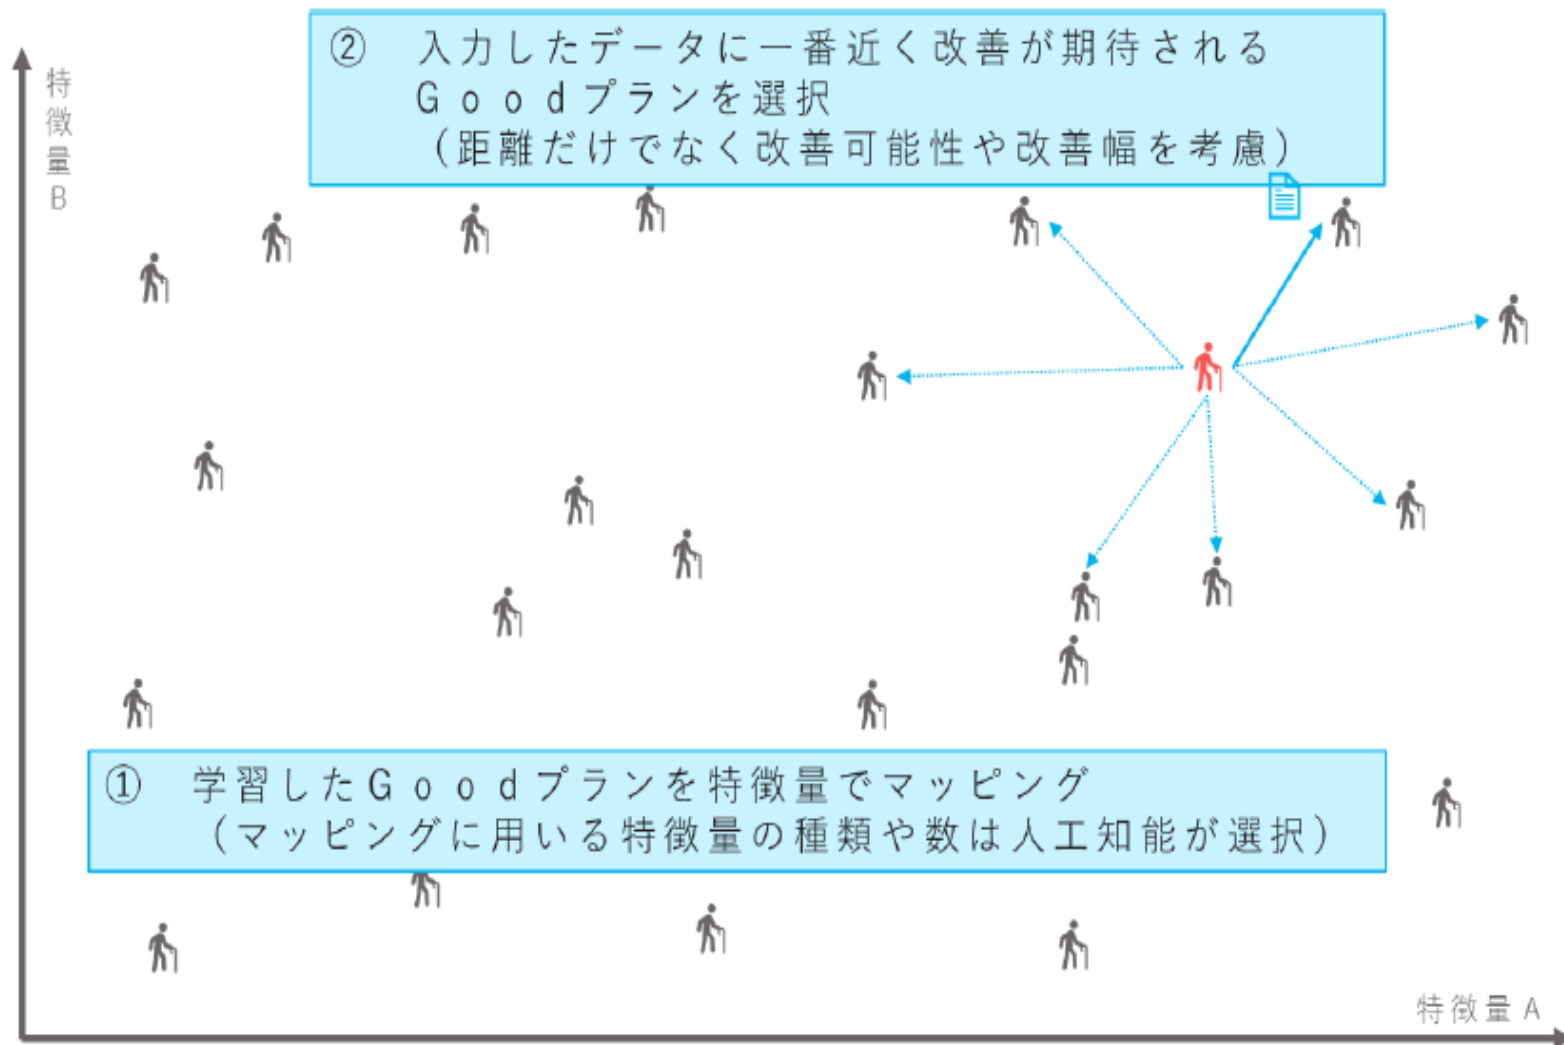 特徴量B
② 入力したデータに一番近く改善が期待される
Goodプランを選択
（距離だけでなく改善可能性や改善幅を考慮）
① 学習したGoodプランを特徴量でマッピング
（マッピングに用いる特徴量の種類や数は人工知能が選択）
特徴量A